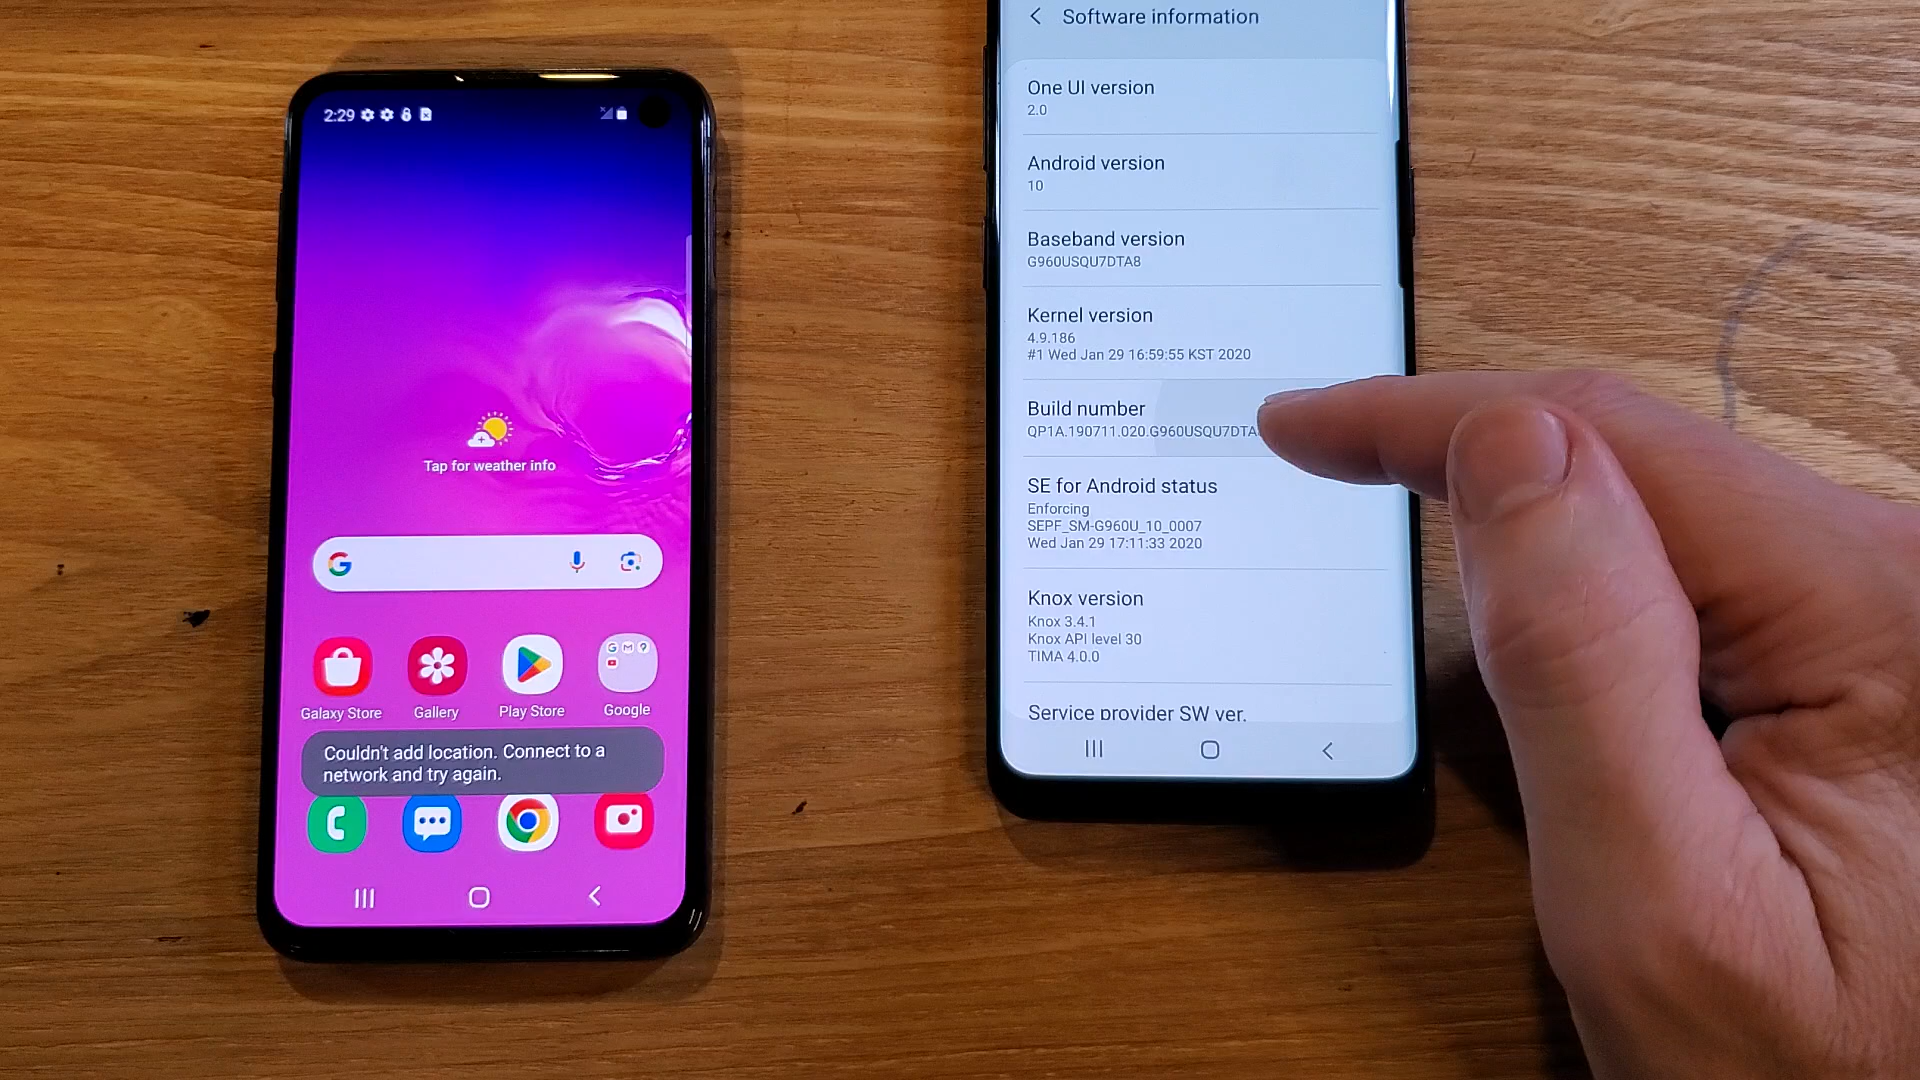 2:29
Tap for weather info
Galaxy Store
Gallery
Play Store
Google
Couldn't add location. Connect to a
network and try again.
Software information
One UI version
2.0
Android version
10
Baseband version
G960USQU7DTA8
Kernel version
4.9.186
#1 Wed Jan 29 16:59:55 KST 2020
Build number
QP1A.190711.020.G960USQU7DTA
SE for Android status
Enforcing
SEPF_SM-G960U_10_0007
Wed Jan 29 17:11:33 2020
Knox version
Knox 3.4.1
Knox API level 30
TIMA 4.0.0
Service provider SW ver.